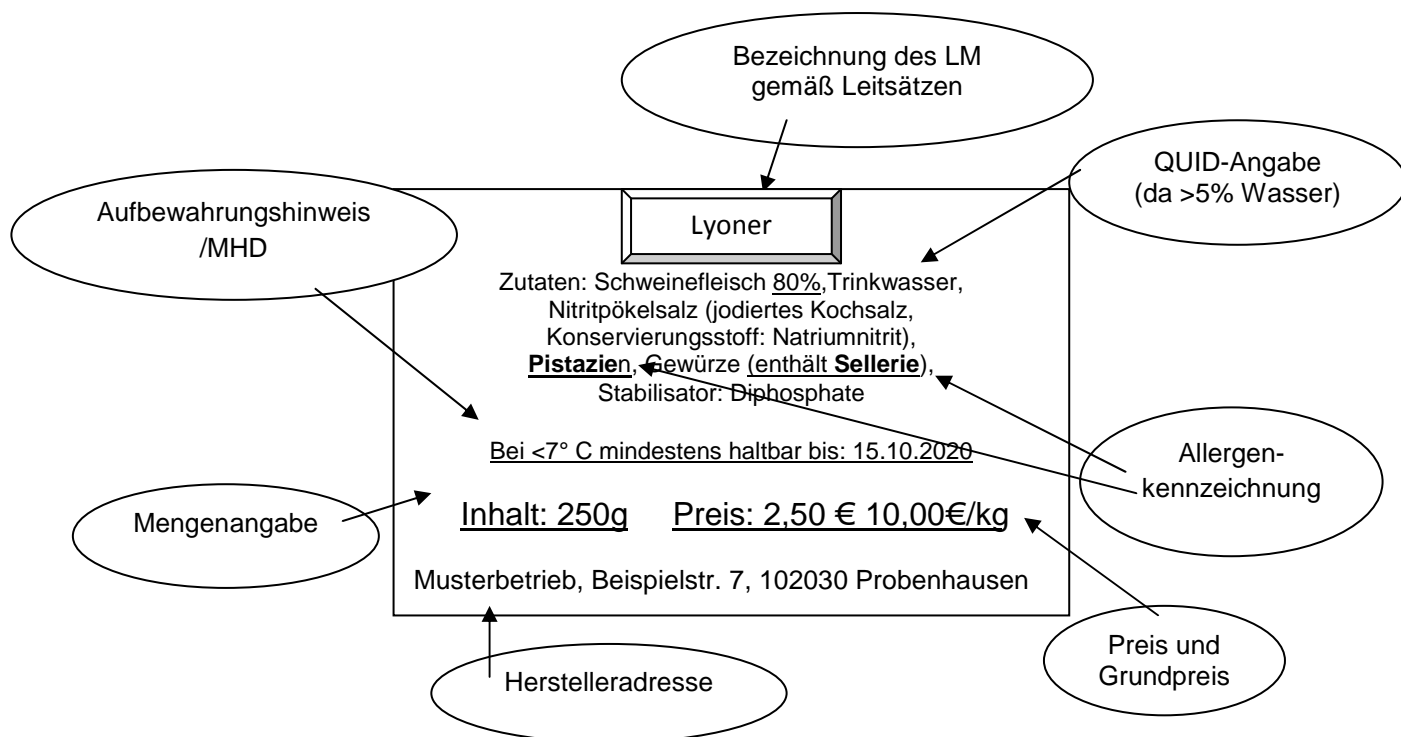 Bezeichnung des LM
gemäß Leitsätzen
QUID-Angabe
(da >5% Wasser)
Aufbewahrungshinweis
/MHD
Lyoner
Zutaten: Schweinefleisch 80%,Trinkwasser,
Nitritpökelsalz (jodiertes Kochsalz,
Konservierungsstoff: Natriumnitrit),
Pistazien, Gewürze (enthält Sellerie),
Stabilisator: Diphosphate
Bei <7° C mindestens haltbar bis: 15.10.2020
Allergen-
kennzeichnung
Mengenangabe
Inhalt: 250g Preis: 2,50 € 10,00€/kg
Musterbetrieb, Beispielstr. 7, 102030 Probenhausen
Preis und
Grundpreis
Herstelleradresse